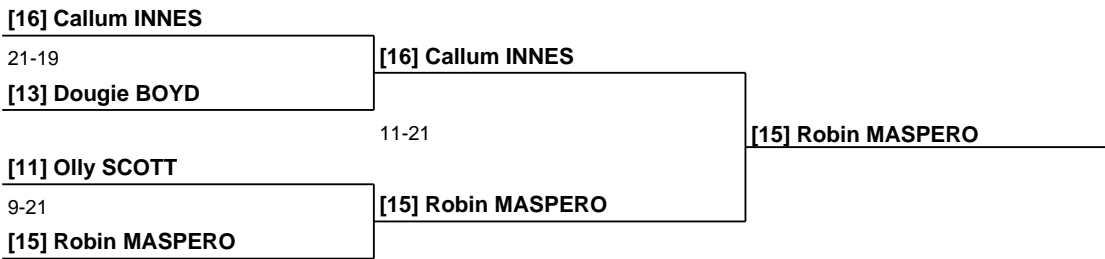 [16] Callum INNES
21-19
[16] Callum INNES
[13] Dougie BOYD
11-21
[15] Robin MASPERO
[11] Olly SCOTT
9-21
[15] Robin MASPERO
[15] Robin MASPERO